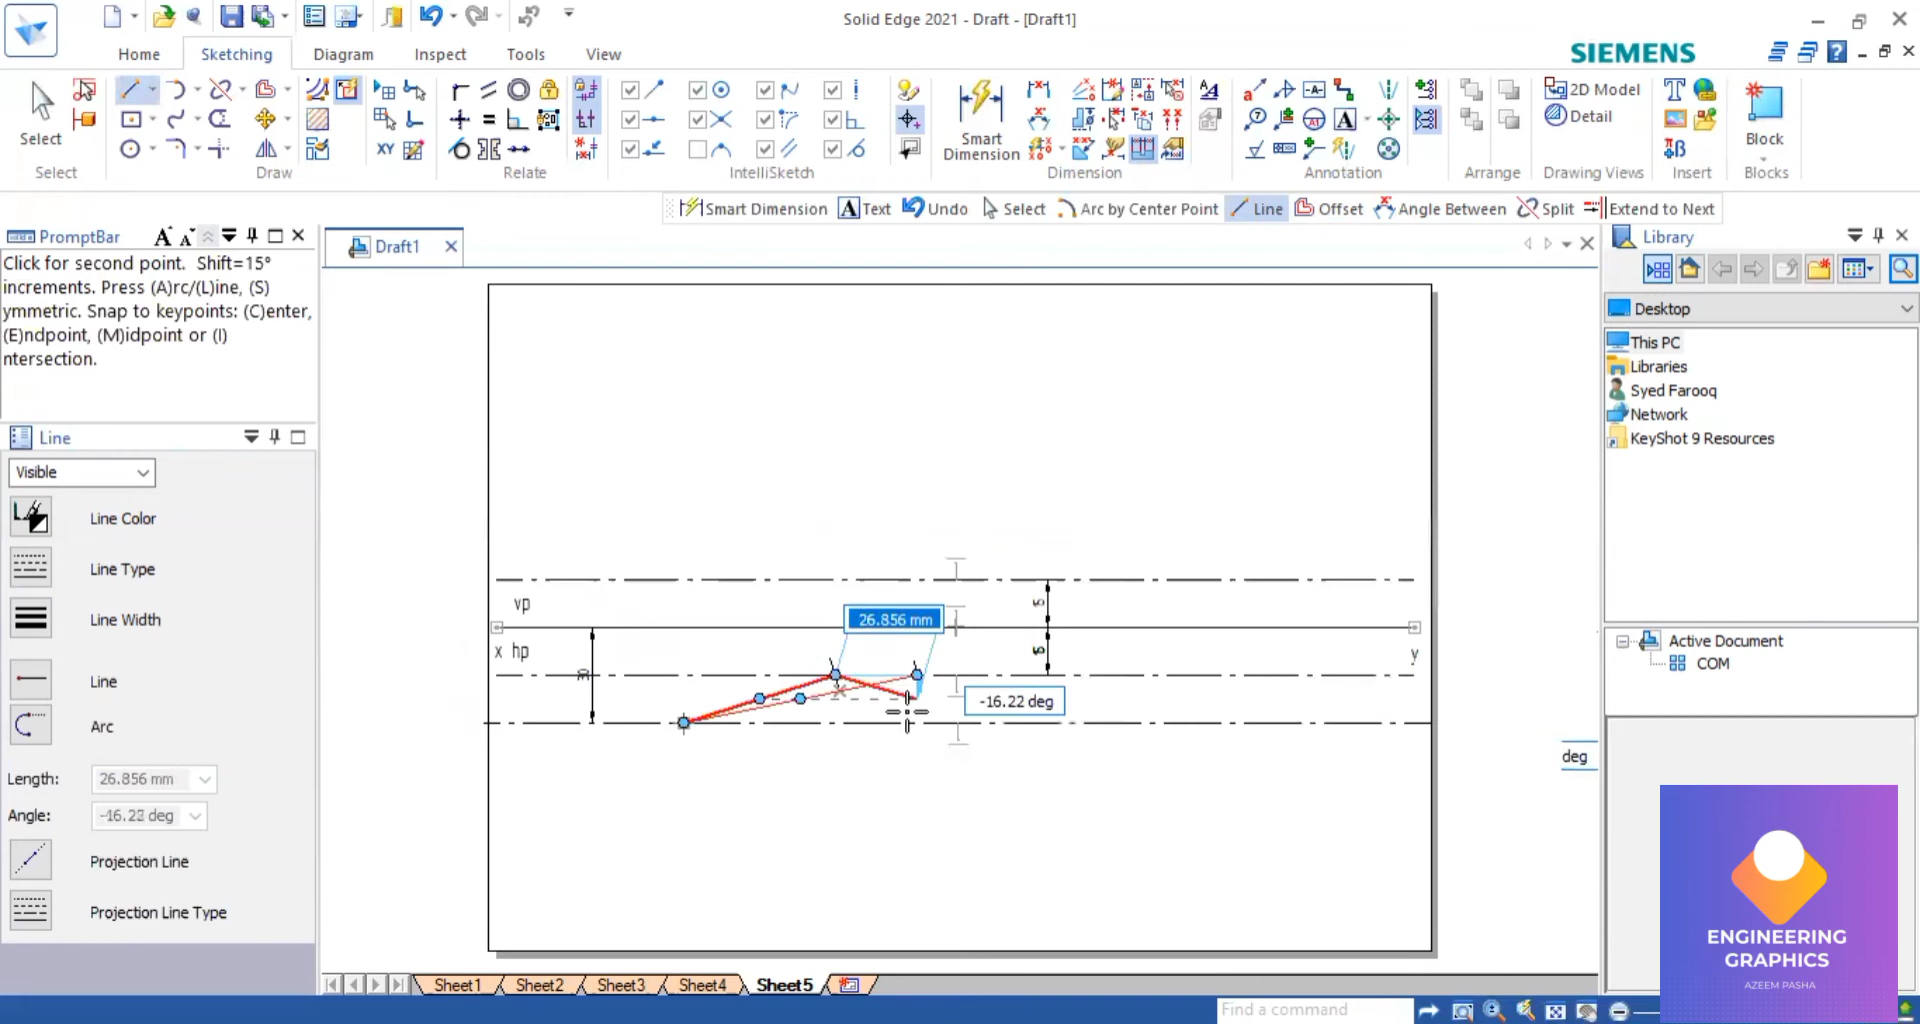 Solid Edge 2021 - Draft - [Draft1]
Home
Sketching
Diagram
Inspect
Tools
View
SIEMENS
Select
Smart
Dimension
2D Model
Detail
Block
Select
Draw
Relate
IntelliSketch
Dimension
Annotation
Arrange
Drawing Views
Insert
Blocks
Smart Dimension
Text
Undo
Select
Arc by Center Point
Line
Offset
Angle Between
Split
Extend to Next
PromptBar
Click for second point. Shift=15°
increments. Press (A)rc/(L)ine, (S)
ymmetric. Snap to keypoints: (C)enter,
(E)ndpoint, (M)idpoint or (I)
ntersection.
Draft1
Line
Visible
Line Color
Line Type
Line Width
Line
Arc
Length:
26.856 mm
Angle:
-16.22 deg
Projection Line
Projection Line Type
vp
x hp
y
26.856 mm
-16.22 deg
deg
Library
Desktop
This PC
Libraries
Syed Farooq
Network
KeyShot 9 Resources
Active Document
COM
ENGINEERING
GRAPHICS
AZEEM PASHA
Sheet1
Sheet2
Sheet3
Sheet4
Sheet5
Find a command